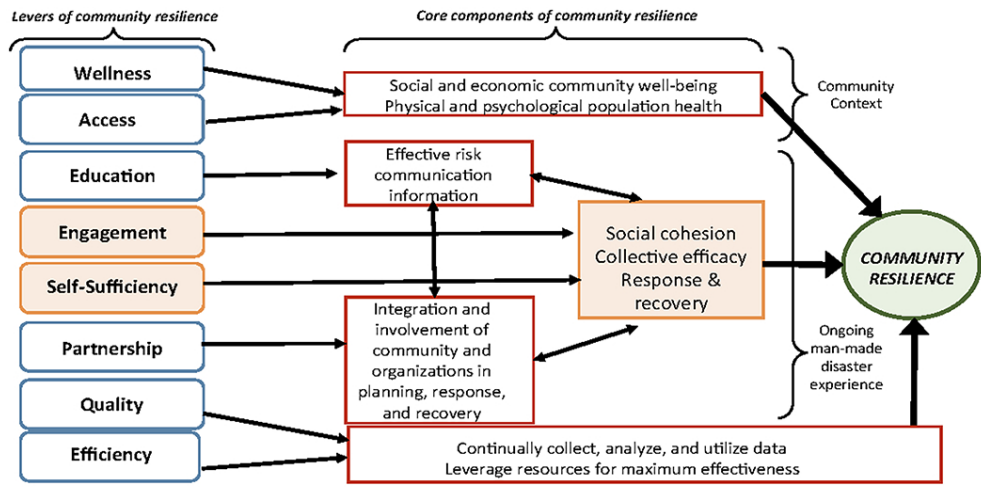 Levers of community resilience
Core components of community resilience
Wellness
Access
Education
Engagement
Self-Sufficiency
Partnership
Quality
Efficiency
Social and economic community well-being
Physical and psychological population health
Effective risk
communication
information
Integration and
involvement of
community and
organizations in
planning, response,
and recovery
Continually collect, analyze, and utilize data
Leverage resources for maximum effectiveness
Social cohesion
Collective efficacy
Response &
recovery
Community
Context
Ongoing
man-made
disaster
experience
COMMUNITY
RESILIENCE